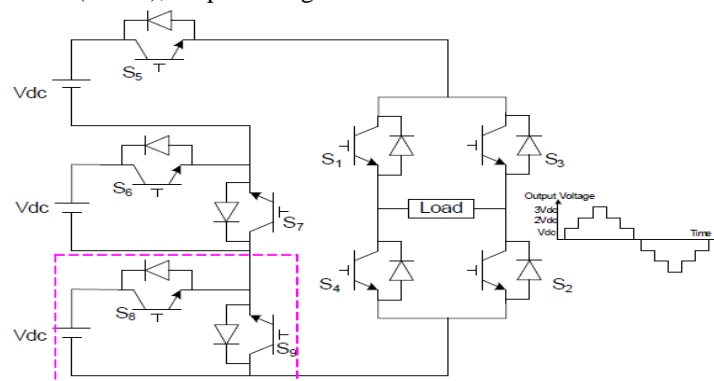 S5
Vdc
S1
S3
S6
Vdc
S7
Load
Output Voltage
3Vdc
2Vdc
Vdc
Time
S4
S2
S8
Vdc
S9